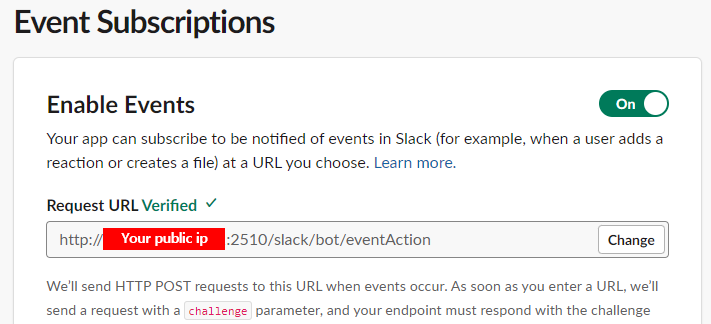 Event Subscriptions
Enable Events
On
Your app can subscribe to be notified of events in Slack (for example, when a user adds a
reaction or creates a file) at a URL you choose. Learn more.
Request URL Verified ✓
http:// Your public ip :2510/slack/bot/eventAction
Change
We’ll send HTTP POST requests to this URL when events occur. As soon as you enter a URL, we’ll
send a request with a challenge parameter, and your endpoint must respond with the challenge